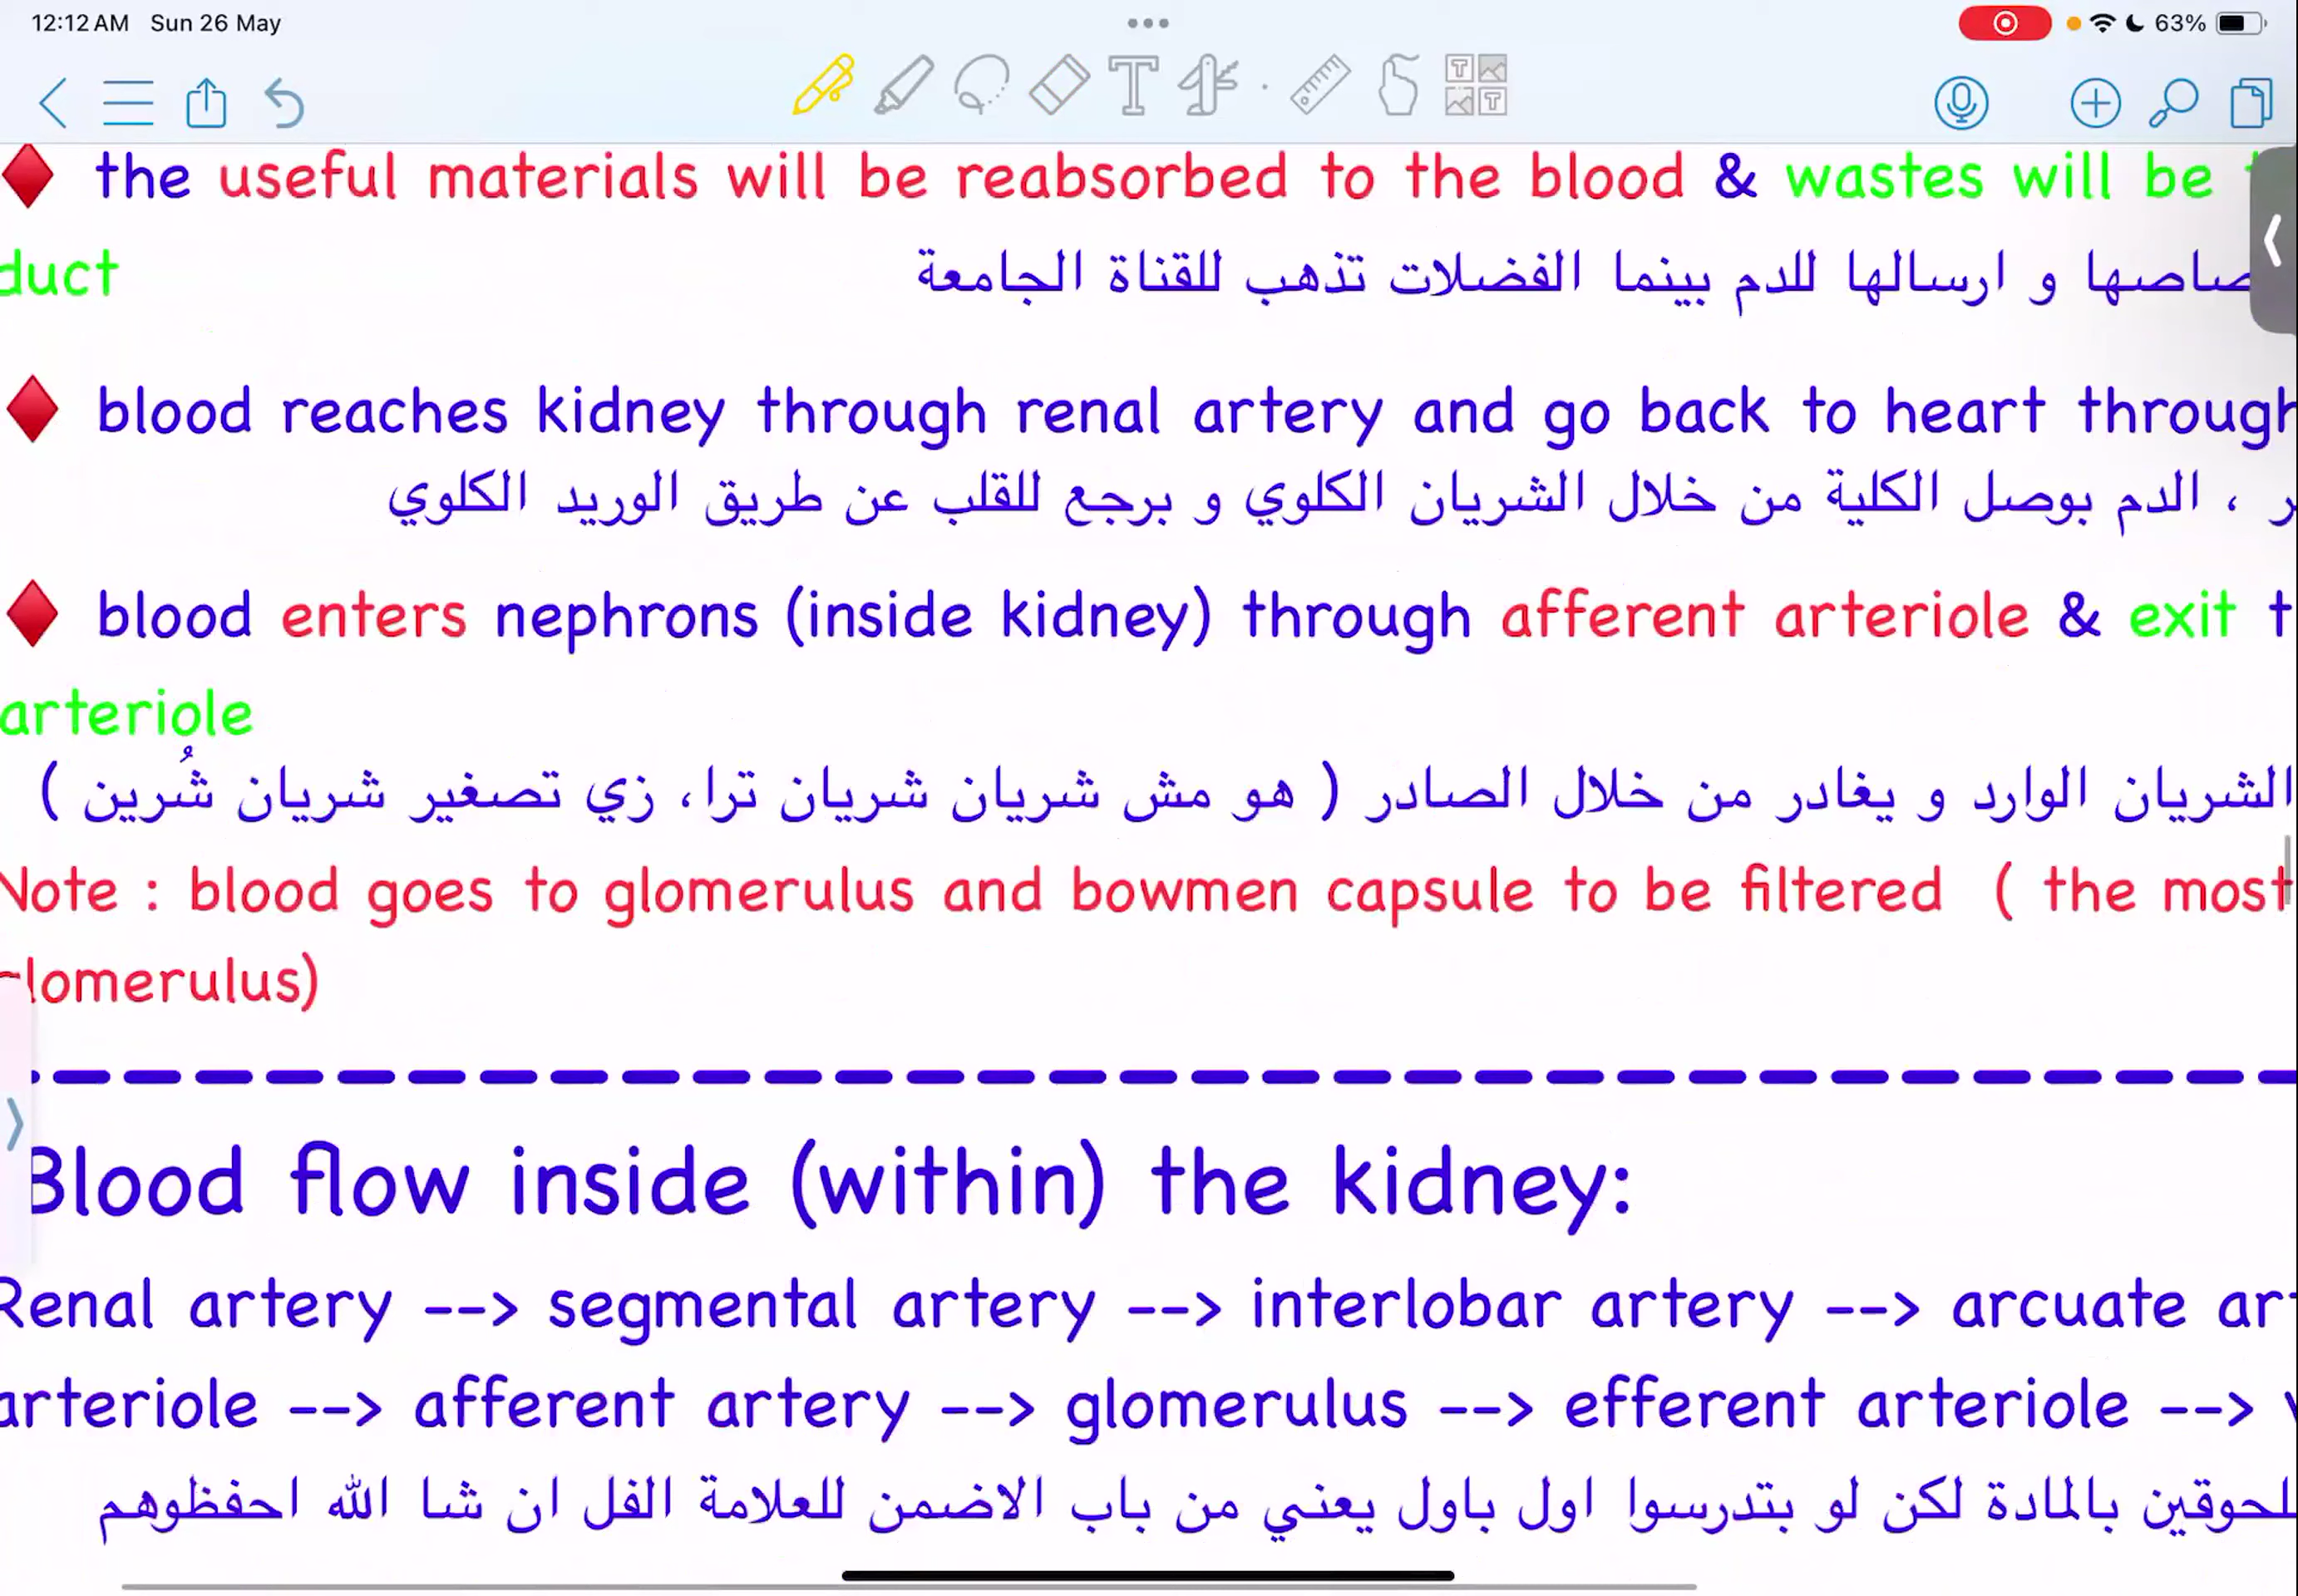 12:12 AM Sun 26 May
63%
the useful materials will be reabsorbed to the blood & wastes will be
duct
و ارسالها للدم بينما الفضلات تذهب للقناة الجامعة
blood reaches kidney through renal artery and go back to heart through
، الدم بوصل الكلية من خلال الشريان الكلوي و برجع للقلب عن طريق الوريد الكلوي
blood enters nephrons (inside kidney) through afferent arteriole & exit
arteriole
الشريان الوارد و يغادر من خلال الصادر ( هو مش شريان شريان ترا، زي تصغير شريان شُرين )
Note : blood goes to glomerulus and bowmen capsule to be filtered ( the most
glomerulus)
Blood flow inside (within) the kidney:
Renal artery --> segmental artery --> interlobar artery --> arcuate
arteriole --> afferent artery --> glomerulus --> efferent arteriole -->
بالمادة لكن لو بتدرسوا اول باول يعني من باب الاضمن للعلامة الفل ان شا الله احفظوهم